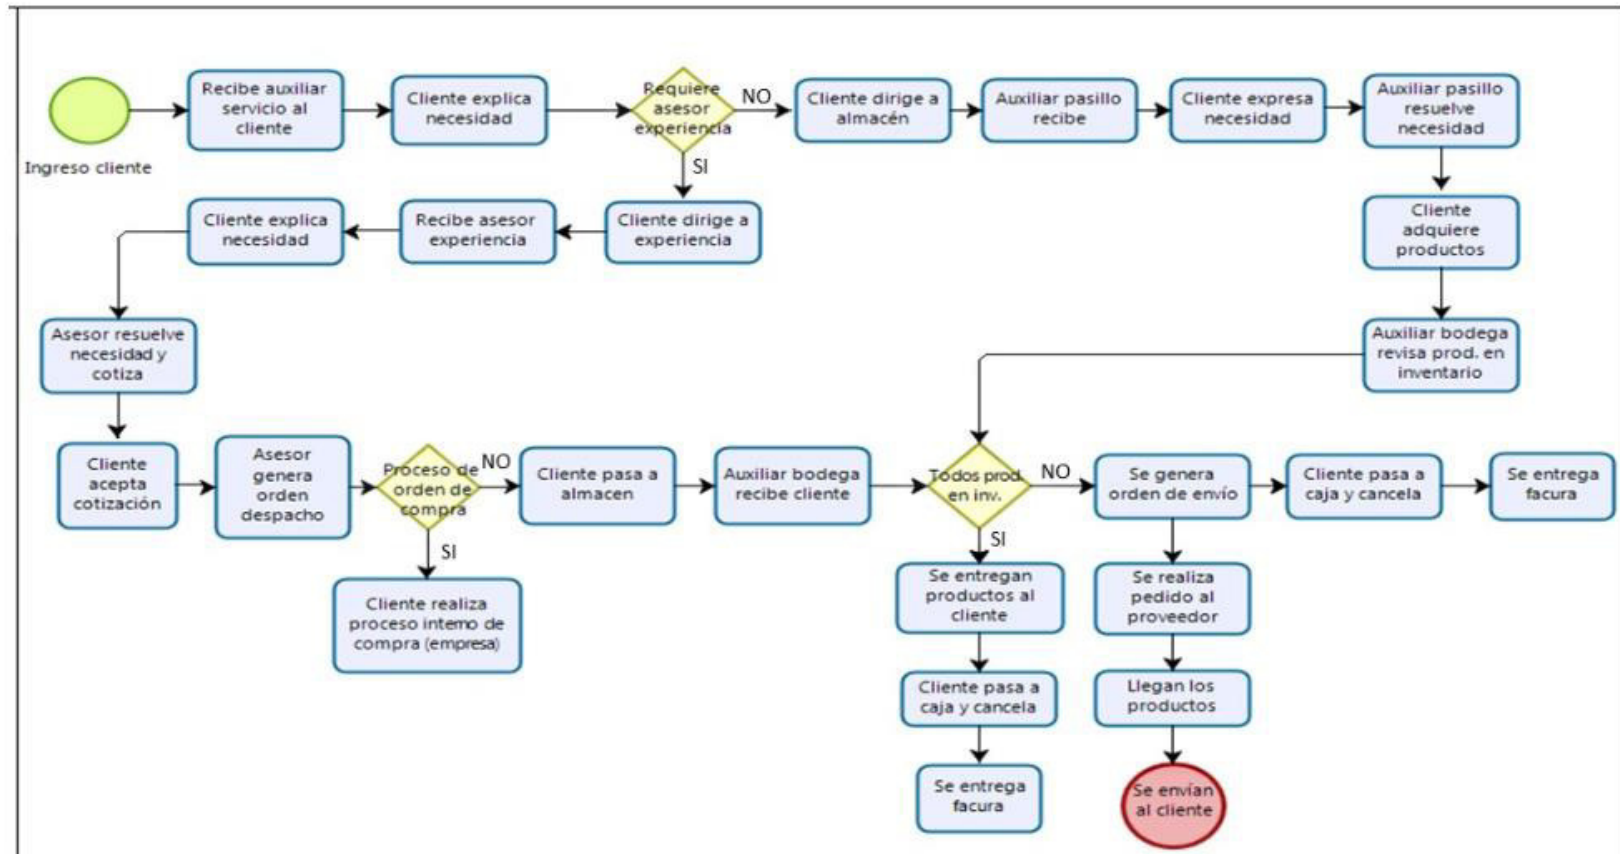 Recibe auxiliar
servicio al
cliente
Cliente explica
necesidad
Requiere
asesor
experiencia
NO
Cliente dirige a
almacén
Auxiliar pasillo
recibe
Cliente expresa
necesidad
Auxiliar pasillo
resuelve
necesidad
Ingreso cliente
SI
Cliente explica
necesidad
Recibe asesor
experiencia
Cliente dirige a
experiencia
Cliente
adquiere
productos
Asesor resuelve
necesidad y
cotiza
Auxiliar bodega
revisa prod. en
inventario
Cliente
acepta
cotización
Asesor
genera
orden
despacho
Proceso de
orden de
compra
NO
Cliente pasa a
almacen
Auxiliar bodega
recibe cliente
Todos prod.
en inv.
NO
Se genera
orden de envío
Cliente pasa a
caja y cancela
Se entrega
facura
SI
Cliente realiza
proceso interno de
compra (empresa)
SI
Se entregan
productos al
cliente
Se realiza
pedido al
proveedor
Cliente pasa a
caja y cancela
Llegan los
productos
Se entrega
facura
Se envían
al cliente